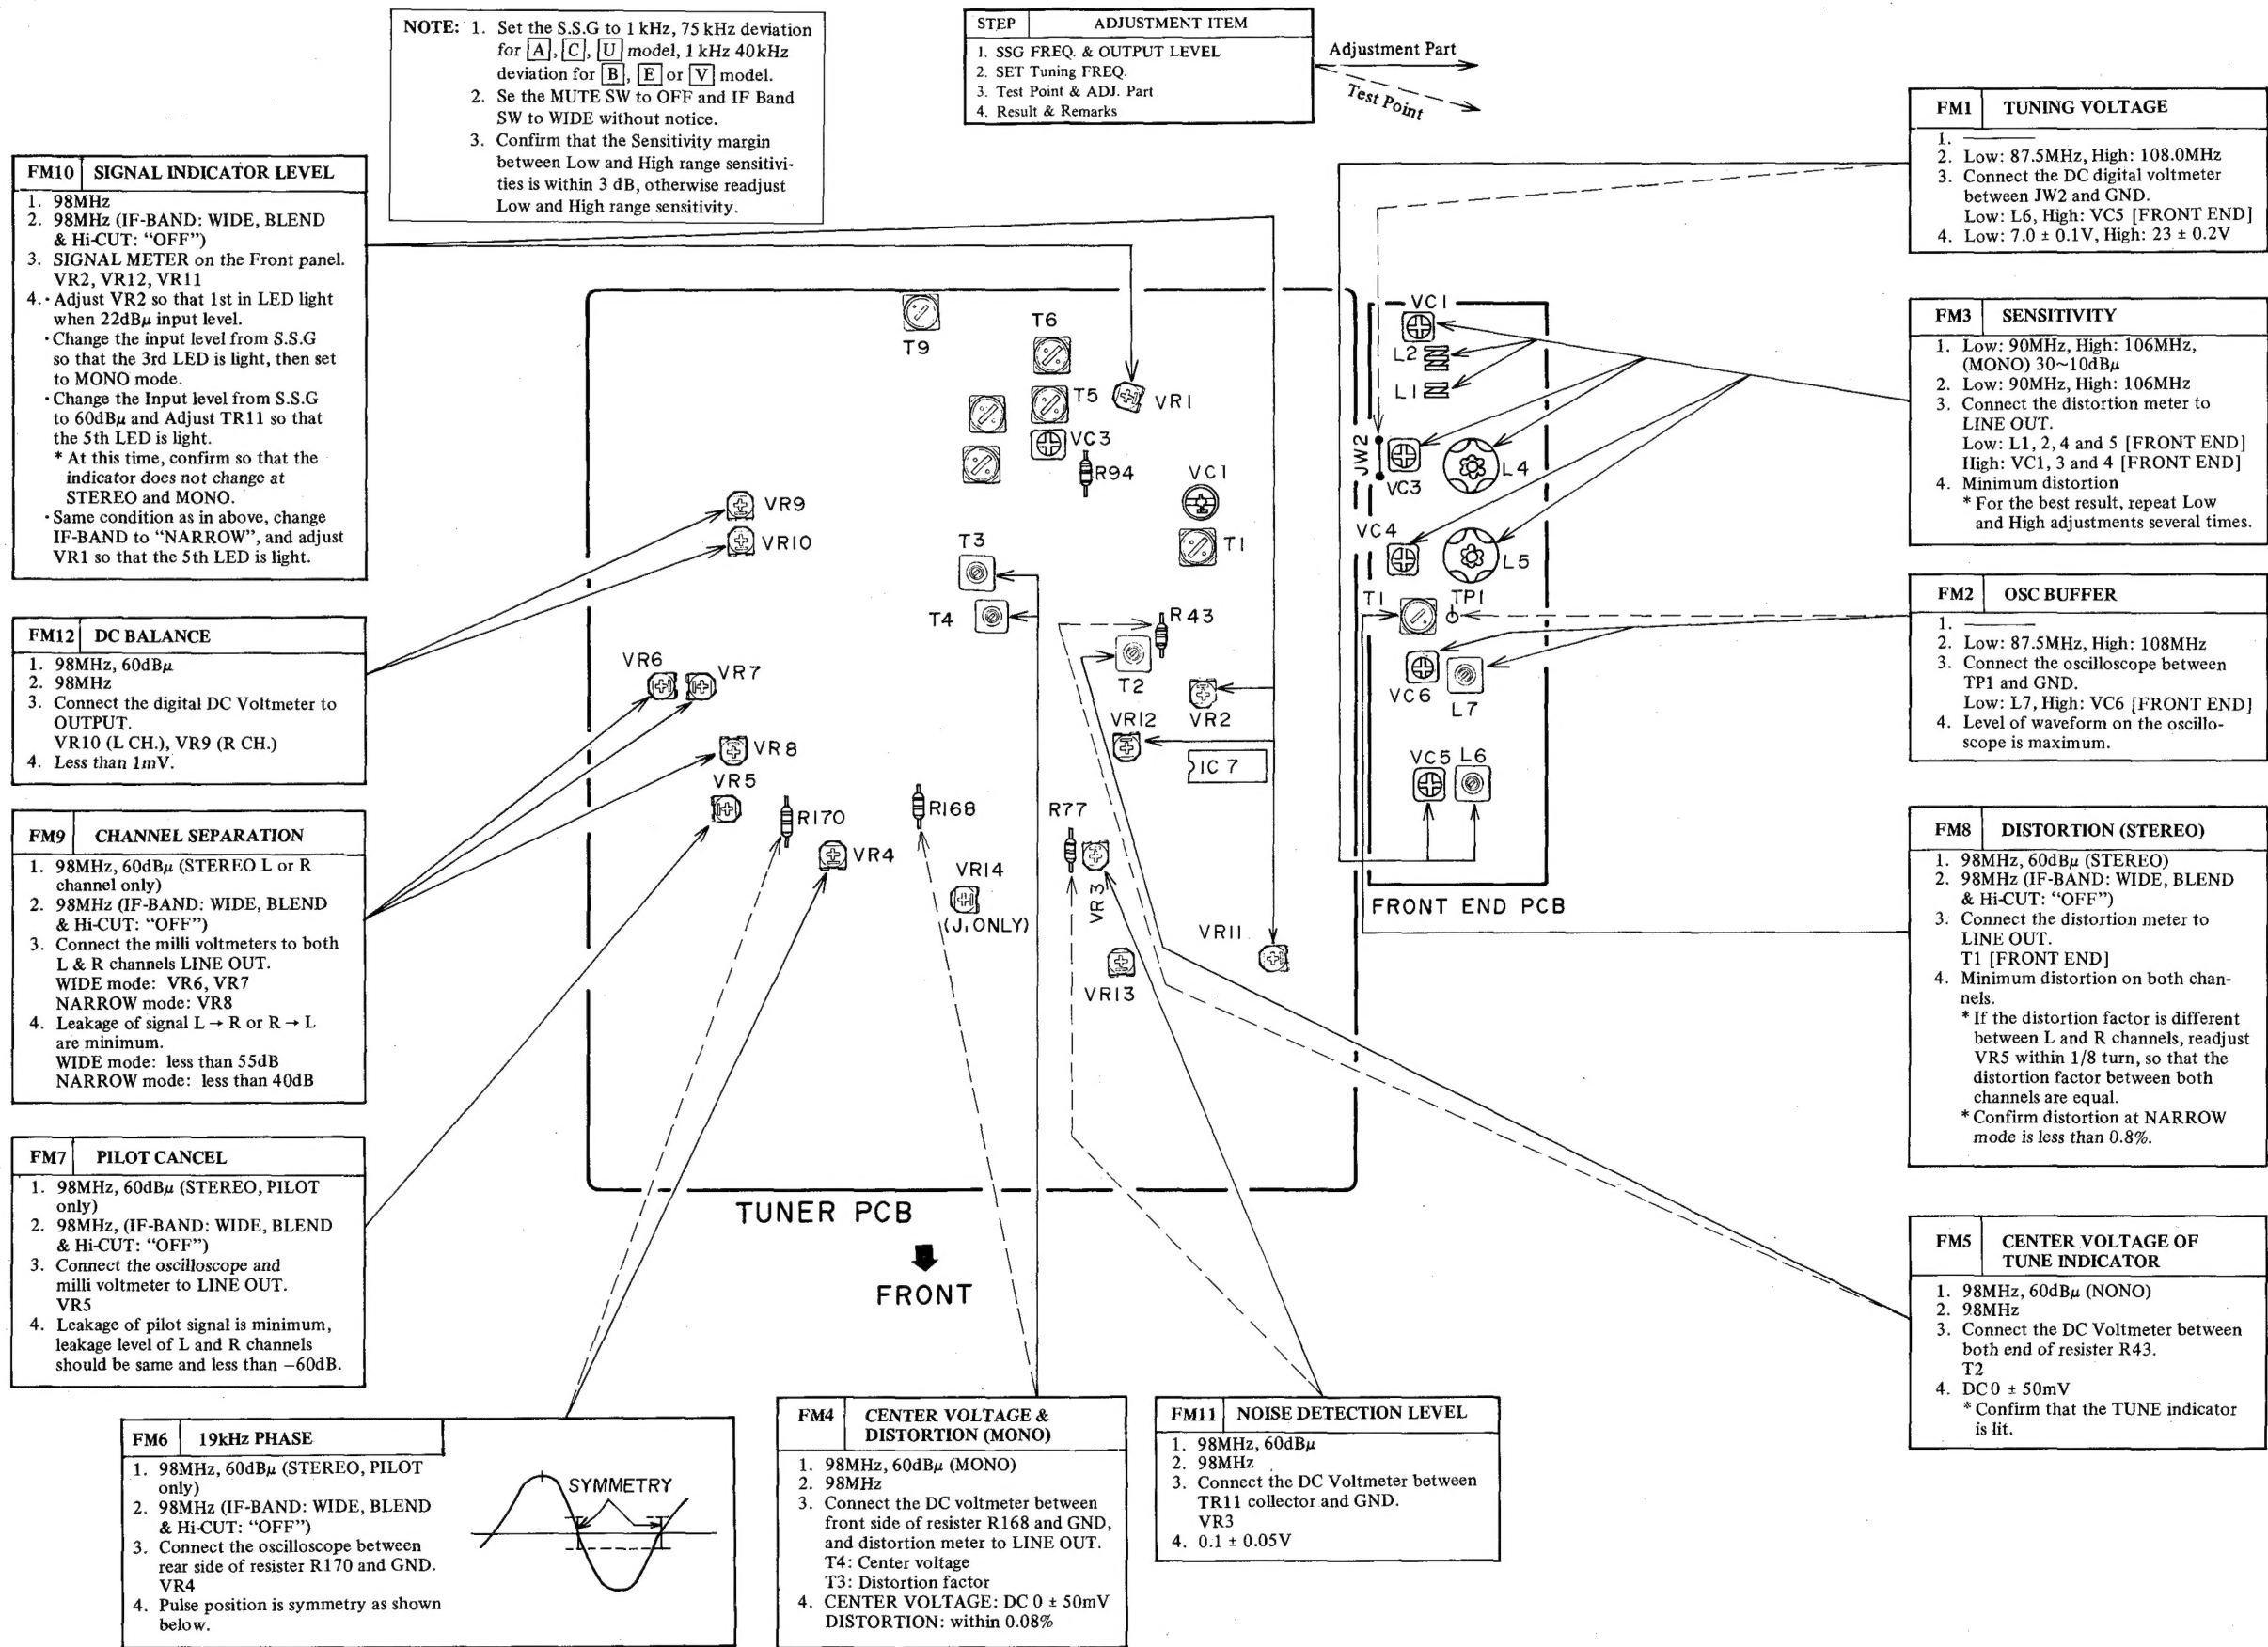 NOTE: 1. Set the S.S.G to 1 kHz, 75 kHz deviation
for A, C, U model, 1 kHz 40kHz
deviation for B, E or V model.
2. Se the MUTE SW to OFF and IF Band
SW to WIDE without notice.
3. Confirm that the Sensitivity margin
between Low and High range sensitivi-
ties is within 3 dB, otherwise readjust
Low and High range sensitivity.
STEP ADJUSTMENT ITEM
1. SSG FREQ. & OUTPUT LEVEL
2. SET Tuning FREQ.
3. Test Point & ADJ. Part
4. Result & Remarks
Adjustment Part
Test Point
FM10 SIGNAL INDICATOR LEVEL
1. 98MHz
2. 98MHz (IF-BAND: WIDE, BLEND
& Hi-CUT: “OFF”)
3. SIGNAL METER on the Front panel.
VR2, VR12, VR11
4. · Adjust VR2 so that 1st in LED light
when 22dBμ input level.
· Change the input level from S.S.G
so that the 3rd LED is light, then set
to MONO mode.
· Change the Input level from S.S.G
to 60dBμ and Adjust TR11 so that
the 5th LED is light.
* At this time, confirm so that the
indicator does not change at
STEREO and MONO.
· Same condition as in above, change
IF-BAND to “NARROW”, and adjust
VR1 so that the 5th LED is light.
FM12 DC BALANCE
1. 98MHz, 60dBμ
2. 98MHz
3. Connect the digital DC Voltmeter to
OUTPUT.
VR10 (L CH.), VR9 (R CH.)
4. Less than 1mV.
FM9 CHANNEL SEPARATION
1. 98MHz, 60dBμ (STEREO L or R
channel only)
2. 98MHz (IF-BAND: WIDE, BLEND
& Hi-CUT: “OFF”)
3. Connect the milli voltmeters to both
L & R channels LINE OUT.
WIDE mode: VR6, VR7
NARROW mode: VR8
4. Leakage of signal L → R or R → L
are minimum.
WIDE mode: less than 55dB
NARROW mode: less than 40dB
FM7 PILOT CANCEL
1. 98MHz, 60dBμ (STEREO, PILOT
only)
2. 98MHz, (IF-BAND: WIDE, BLEND
& Hi-CUT: “OFF”)
3. Connect the oscilloscope and
milli voltmeter to LINE OUT.
VR5
4. Leakage of pilot signal is minimum,
leakage level of L and R channels
should be same and less than −60dB.
FM6 19kHz PHASE
1. 98MHz, 60dBμ (STEREO, PILOT
only)
2. 98MHz (IF-BAND: WIDE, BLEND
& Hi-CUT: “OFF”)
3. Connect the oscilloscope between
rear side of resister R170 and GND.
VR4
4. Pulse position is symmetry as shown
below.
SYMMETRY
FM4 CENTER VOLTAGE &
DISTORTION (MONO)
1. 98MHz, 60dBμ (MONO)
2. 98MHz
3. Connect the DC voltmeter between
front side of resister R168 and GND,
and distortion meter to LINE OUT.
T4: Center voltage
T3: Distortion factor
4. CENTER VOLTAGE: DC 0 ± 50mV
DISTORTION: within 0.08%
FM11 NOISE DETECTION LEVEL
1. 98MHz, 60dBμ
2. 98MHz
3. Connect the DC Voltmeter between
TR11 collector and GND.
VR3
4. 0.1 ± 0.05V
FM1 TUNING VOLTAGE
1. ———
2. Low: 87.5MHz, High: 108.0MHz
3. Connect the DC digital voltmeter
between JW2 and GND.
Low: L6, High: VC5 [FRONT END]
4. Low: 7.0 ± 0.1V, High: 23 ± 0.2V
FM3 SENSITIVITY
1. Low: 90MHz, High: 106MHz,
(MONO) 30~10dBμ
2. Low: 90MHz, High: 106MHz
3. Connect the distortion meter to
LINE OUT.
Low: L1, 2, 4 and 5 [FRONT END]
High: VC1, 3 and 4 [FRONT END]
4. Minimum distortion
* For the best result, repeat Low
and High adjustments several times.
FM2 OSC BUFFER
1. ———
2. Low: 87.5MHz, High: 108MHz
3. Connect the oscilloscope between
TP1 and GND.
Low: L7, High: VC6 [FRONT END]
4. Level of waveform on the oscillo-
scope is maximum.
FM8 DISTORTION (STEREO)
1. 98MHz, 60dBμ (STEREO)
2. 98MHz (IF-BAND: WIDE, BLEND
& Hi-CUT: “OFF”)
3. Connect the distortion meter to
LINE OUT.
T1 [FRONT END]
4. Minimum distortion on both chan-
nels.
* If the distortion factor is different
between L and R channels, readjust
VR5 within 1/8 turn, so that the
distortion factor between both
channels are equal.
* Confirm distortion at NARROW
mode is less than 0.8%.
FM5 CENTER VOLTAGE OF
TUNE INDICATOR
1. 98MHz, 60dBμ (NONO)
2. 98MHz
3. Connect the DC Voltmeter between
both end of resister R43.
T2
4. DC 0 ± 50mV
* Confirm that the TUNE indicator
is lit.
T9
T6
T5
VR1
VC3
R94
VC1
T1
VR9
VR10
T3
T4
R43
T2
VR2
VR12
IC 7
VR6
VR7
VR8
VR5
R170
VR4
R168
VR14
(J, ONLY)
R77
VR3
VR13
VR11
VC1
L2
L1
JW2
VC3
L4
VC4
L5
T1
TP1
VC6
L7
VC5
L6
FRONT END PCB
TUNER PCB
FRONT